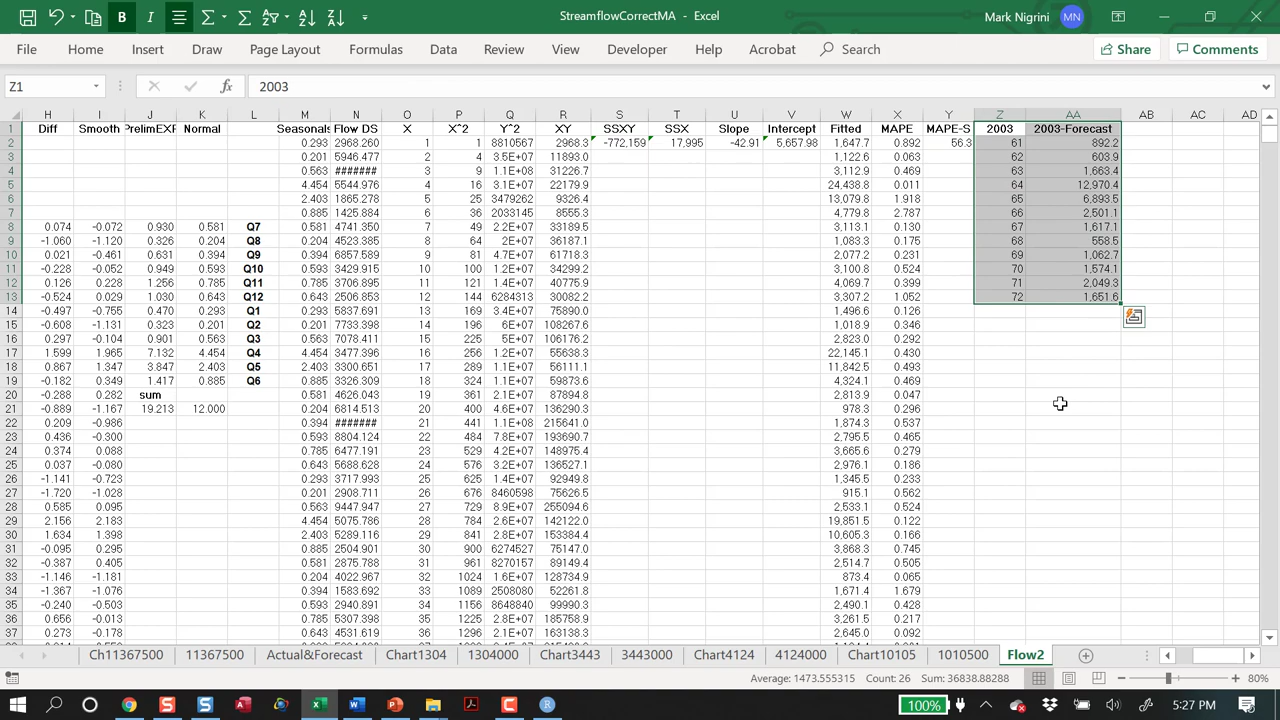 StreamflowCorrectMA - Excel
Mark Nigrini MN
File Home Insert Draw Page Layout Formulas Data Review View Developer Help Acrobat Search Share Comments
Z1 fx 2003
H I J K L M N O P Q R S T U V W X Y Z AA AB AC AD
1 Diff Smooth PrelimEXP Normal Seasonals Flow DS X X^2 Y^2 XY SSXY SSX Slope Intercept Fitted MAPE MAPE-S 2003 2003-Forecast
2 0.293 2968.260 1 1 8810567 2968.3 -772,159 17,995 -42.91 5,657.98 1,647.7 0.892 56.3 61 892.2
3 0.201 5946.477 2 4 3.5E+07 11893.0 1,122.6 0.063 62 603.9
4 0.563 ####### 3 9 1.1E+08 31226.7 3,112.9 0.469 63 1,663.4
5 4.454 5544.976 4 16 3.1E+07 22179.9 24,438.8 0.011 64 12,970.4
6 2.403 1865.278 5 25 3479262 9326.4 13,079.8 1.918 65 6,893.5
7 0.885 1425.884 6 36 2033145 8555.3 4,779.8 2.787 66 2,501.1
8 0.074 -0.072 0.930 0.581 Q7 0.581 4741.350 7 49 2.2E+07 33189.5 3,113.1 0.130 67 1,617.1
9 -1.060 -1.120 0.326 0.204 Q8 0.204 4523.385 8 64 2E+07 36187.1 1,083.3 0.175 68 558.5
10 0.021 -0.461 0.631 0.394 Q9 0.394 6857.589 9 81 4.7E+07 61718.3 2,077.2 0.231 69 1,062.7
11 -0.228 -0.052 0.949 0.593 Q10 0.593 3429.915 10 100 1.2E+07 34299.2 3,100.8 0.524 70 1,574.1
12 0.126 0.228 1.256 0.785 Q11 0.785 3706.895 11 121 1.4E+07 40775.9 4,069.7 0.399 71 2,049.3
13 -0.524 0.029 1.030 0.643 Q12 0.643 2506.853 12 144 6284313 30082.2 3,307.2 1.052 72 1,651.6
14 -0.497 -0.755 0.470 0.293 Q1 0.293 5837.691 13 169 3.4E+07 75890.0 1,496.6 0.126
15 -0.608 -1.131 0.323 0.201 Q2 0.201 7733.398 14 196 6E+07 108267.6 1,018.9 0.346
16 0.297 -0.104 0.901 0.563 Q3 0.563 7078.411 15 225 5E+07 106176.2 2,823.0 0.292
17 1.599 1.965 7.132 4.454 Q4 4.454 3477.396 16 256 1.2E+07 55638.3 22,145.1 0.430
18 0.867 1.347 3.847 2.403 Q5 2.403 3300.651 17 289 1.1E+07 56111.1 11,842.5 0.493
19 -0.182 0.349 1.417 0.885 Q6 0.885 3326.309 18 324 1.1E+07 59873.6 4,324.1 0.469
20 -0.288 0.282 sum 0.581 4626.043 19 361 2.1E+07 87894.8 2,813.9 0.047
21 -0.889 -1.167 19.213 12.000 0.204 6814.513 20 400 4.6E+07 136290.3 978.3 0.296
22 0.209 -0.986 0.394 ####### 21 441 1.1E+08 215641.0 1,874.3 0.537
23 0.436 -0.300 0.593 8804.124 22 484 7.8E+07 193690.7 2,795.5 0.465
24 0.374 0.088 0.785 6477.191 23 529 4.2E+07 148975.4 3,665.6 0.279
25 0.037 -0.080 0.643 5688.628 24 576 3.2E+07 136527.1 2,976.1 0.186
26 -1.141 -0.723 0.293 3717.993 25 625 1.4E+07 92949.8 1,345.5 0.233
27 -1.720 -1.028 0.201 2908.711 26 676 8460598 75626.5 915.1 0.562
28 0.585 0.095 0.563 9447.947 27 729 8.9E+07 255094.6 2,533.1 0.524
29 2.156 2.183 4.454 5075.786 28 784 2.6E+07 142122.0 19,851.5 0.122
30 1.634 1.398 2.403 5289.116 29 841 2.8E+07 153384.4 10,605.3 0.166
31 -0.095 0.295 0.885 2504.901 30 900 6274527 75147.0 3,868.3 0.745
32 -0.387 0.405 0.581 2875.788 31 961 8270157 89149.4 2,514.7 0.505
33 -1.146 -1.181 0.204 4022.967 32 1024 1.6E+07 128734.9 873.4 0.065
34 -1.367 -1.076 0.394 1583.692 33 1089 2508080 52261.8 1,671.4 1.679
35 -0.240 -0.503 0.593 2940.891 34 1156 8648840 99990.3 2,490.1 0.428
36 0.656 -0.013 0.785 5307.398 35 1225 2.8E+07 185758.9 3,261.5 0.217
37 0.273 -0.178 0.643 4531.619 36 1296 2.1E+07 163138.3 2,645.0 0.092
Ch11367500 11367500 Actual&Forecast Chart1304 1304000 Chart3443 3443000 Chart4124 4124000 Chart10105 1010500 Flow2
Average: 1473.555315 Count: 26 Sum: 36838.88288 80%
100% 5:27 PM